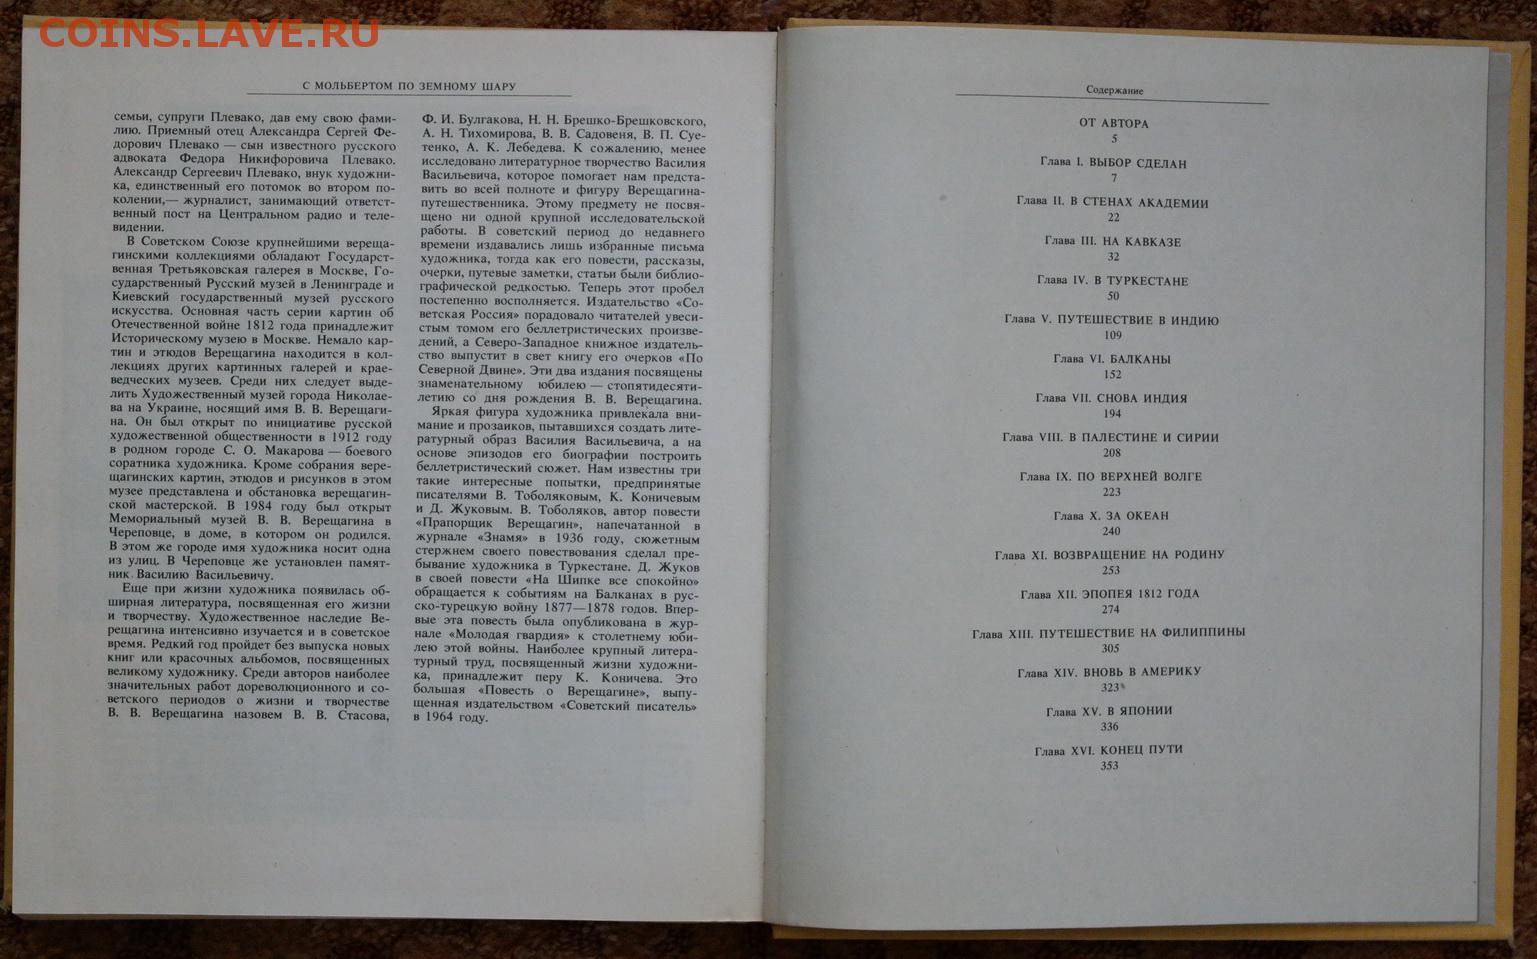 COINS.LAVE.RU
С МОЛЬБЕРТОМ ПО ЗЕМНОМУ ШАРУ
семьи, супруги Плевако, дав ему свою фами-
лию. Приемный отец Александра Сергей Фе-
дорович Плевако — сын известного русского
адвоката Федора Никифоровича Плевако.
Александр Сергеевич Плевако, внук художни-
ка, единственный его потомок во втором по-
колении,— журналист, занимающий ответст-
венный пост на Центральном радио и теле-
видении.
В Советском Союзе крупнейшими вереща-
гинскими коллекциями обладают Государст-
венная Третьяковская галерея в Москве, Го-
сударственный Русский музей в Ленинграде и
Киевский государственный музей русского
искусства. Основная часть серии картин об
Отечественной войне 1812 года принадлежит
Историческому музею в Москве. Немало кар-
тин и этюдов Верещагина находится в кол-
лекциях других картинных галерей и крае-
ведческих музеев. Среди них следует выде-
лить Художественный музей города Николае-
ва на Украине, носящий имя В. В. Верещаги-
на. Он был открыт по инициативе русской
художественной общественности в 1912 году
в родном городе С. О. Макарова — боевого
соратника художника. Кроме собрания вере-
щагинских картин, этюдов и рисунков в этом
музее представлена и обстановка верещагин-
ской мастерской. В 1984 году был открыт
Мемориальный музей В. В. Верещагина в
Череповце, в доме, в котором он родился.
В этом же городе имя художника носит одна
из улиц. В Череповце же установлен памят-
ник Василию Васильевичу.
Еще при жизни художника появилась об-
ширная литература, посвященная его жизни
и творчеству. Художественное наследие Ве-
рещагина интенсивно изучается и в советское
время. Редкий год пройдет без выпуска новых
книг или красочных альбомов, посвященных
великому художнику. Среди авторов наиболее
значительных работ дореволюционного и со-
ветского периодов о жизни и творчестве
В. В. Верещагина назовем В. В. Стасова,
Ф. И. Булгакова, Н. Н. Брешко-Брешковского,
А. Н. Тихомирова, В. В. Садовеня, В. П. Суе-
тенко, А. К. Лебедева. К сожалению, менее
исследовано литературное творчество Василия
Васильевича, которое помогает нам предста-
вить во всей полноте и фигуру Верещагина-
путешественника. Этому предмету не посвя-
щено ни одной крупной исследовательской
работы. В советский период до недавнего
времени издавались лишь избранные письма
художника, тогда как его повести, рассказы,
очерки, путевые заметки, статьи были библио-
графической редкостью. Теперь этот пробел
постепенно восполняется. Издательство «Со-
ветская Россия» порадовало читателей увеси-
стым томом его беллетристических произве-
дений, а Северо-Западное книжное издатель-
ство выпустит в свет книгу его очерков «По
Северной Двине». Эти два издания посвящены
знаменательному юбилею — стопятидесяти-
летию со дня рождения В. В. Верещагина.
Яркая фигура художника привлекала вни-
мание и прозаиков, пытавшихся создать лите-
ратурный образ Василия Васильевича, а на
основе эпизодов его биографии построить
беллетристический сюжет. Нам известны три
такие интересные попытки, предпринятые
писателями В. Тоболяковым, К. Коничевым
и Д. Жуковым. В. Тоболяков, автор повести
«Прапорщик Верещагин», напечатанной в
журнале «Знамя» в 1936 году, сюжетным
стержнем своего повествования сделал пре-
бывание художника в Туркестане. Д. Жуков
в своей повести «На Шипке все спокойно»
обращается к событиям на Балканах в рус-
ско-турецкую войну 1877—1878 годов. Впер-
вые эта повесть была опубликована в жур-
нале «Молодая гвардия» к столетнему юби-
лею этой войны. Наиболее крупный литера-
турный труд, посвященный жизни художни-
ка, принадлежит перу К. Коничева. Это
большая «Повесть о Верещагине», выпу-
щенная издательством «Советский писатель»
в 1964 году.
Содержание
ОТ АВТОРА
5
Глава I. ВЫБОР СДЕЛАН
7
Глава II. В СТЕНАХ АКАДЕМИИ
22
Глава III. НА КАВКАЗЕ
32
Глава IV. В ТУРКЕСТАНЕ
50
Глава V. ПУТЕШЕСТВИЕ В ИНДИЮ
109
Глава VI. БАЛКАНЫ
152
Глава VII. СНОВА ИНДИЯ
194
Глава VIII. В ПАЛЕСТИНЕ И СИРИИ
208
Глава IX. ПО ВЕРХНЕЙ ВОЛГЕ
223
Глава X. ЗА ОКЕАН
240
Глава XI. ВОЗВРАЩЕНИЕ НА РОДИНУ
253
Глава XII. ЭПОПЕЯ 1812 ГОДА
274
Глава XIII. ПУТЕШЕСТВИЕ НА ФИЛИППИНЫ
305
Глава XIV. ВНОВЬ В АМЕРИКУ
323
Глава XV. В ЯПОНИИ
336
Глава XVI. КОНЕЦ ПУТИ
353